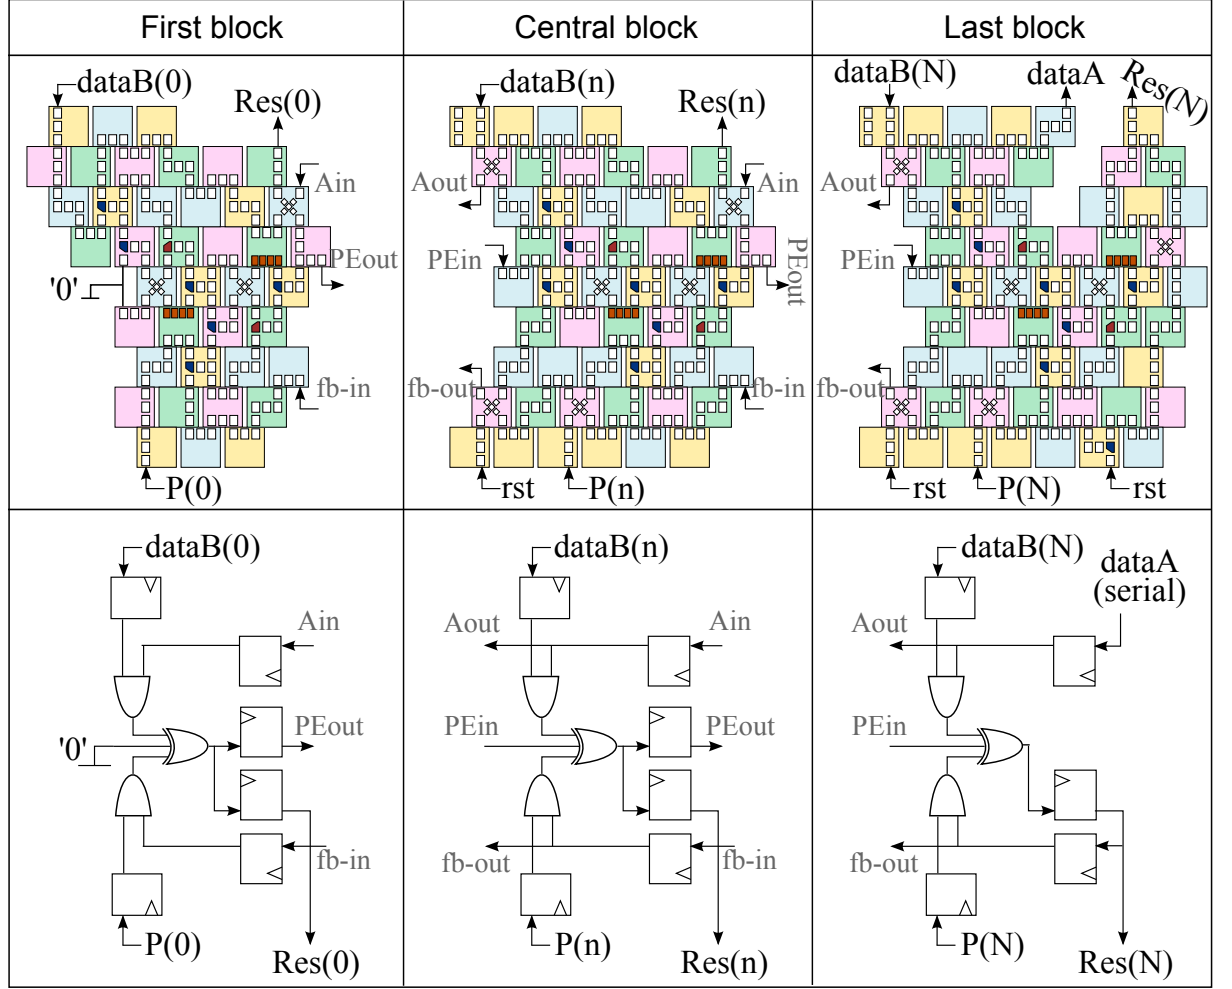 First block
Central block
Last block
dataB(0)
Res(0)
Ain
PEout
'0'
fb-in
P(0)
dataB(n)
Res(n)
Aout
Ain
PEin
PEout
fb-out
fb-in
rst
P(n)
dataB(N)
dataA
Res(N)
Aout
PEin
fb-out
rst
P(N)
rst
dataB(0)
Ain
PEout
'0'
fb-in
P(0)
Res(0)
dataB(n)
Aout
Ain
PEin
PEout
fb-out
fb-in
P(n)
Res(n)
dataB(N)
dataA
(serial)
Aout
PEin
fb-out
P(N)
Res(N)